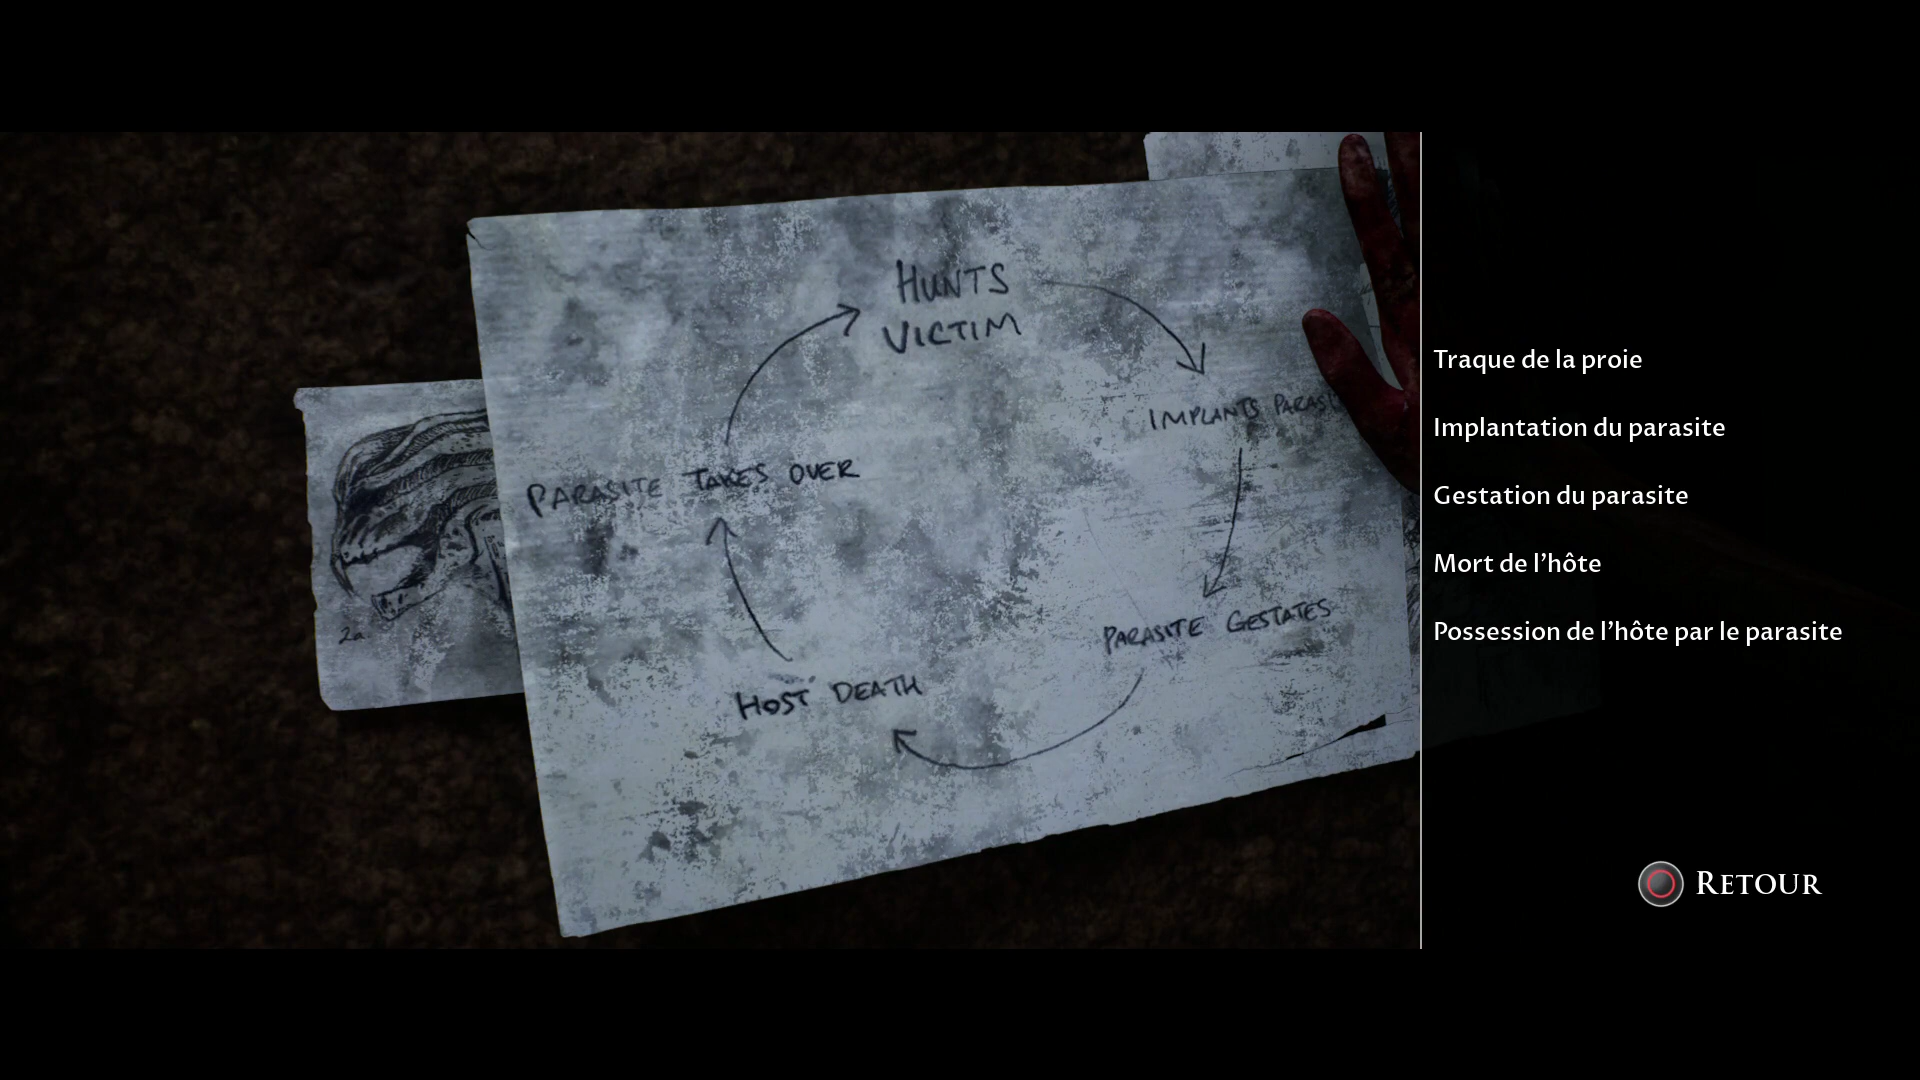 HUNTS
VICTIM
IMPLANTS
PARASITE TAKES OVER
PARASITE GESTATES
HOST DEATH
2a.
Traque de la proie
Implantation du parasite
Gestation du parasite
Mort de l'hôte
Possession de l'hôte par le parasite
RETOUR